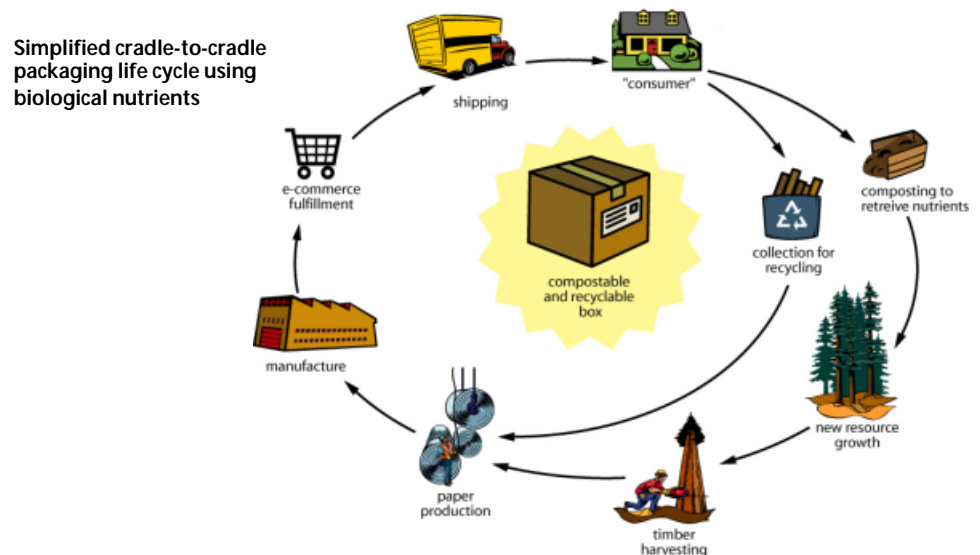 Simplified cradle-to-cradle
packaging life cycle using
biological nutrients
shipping
"consumer"
e-commerce
fulfillment
composting to
retreive nutrients
collection for
recycling
compostable
and recyclable
box
manufacture
new resource
growth
paper
production
timber
harvesting